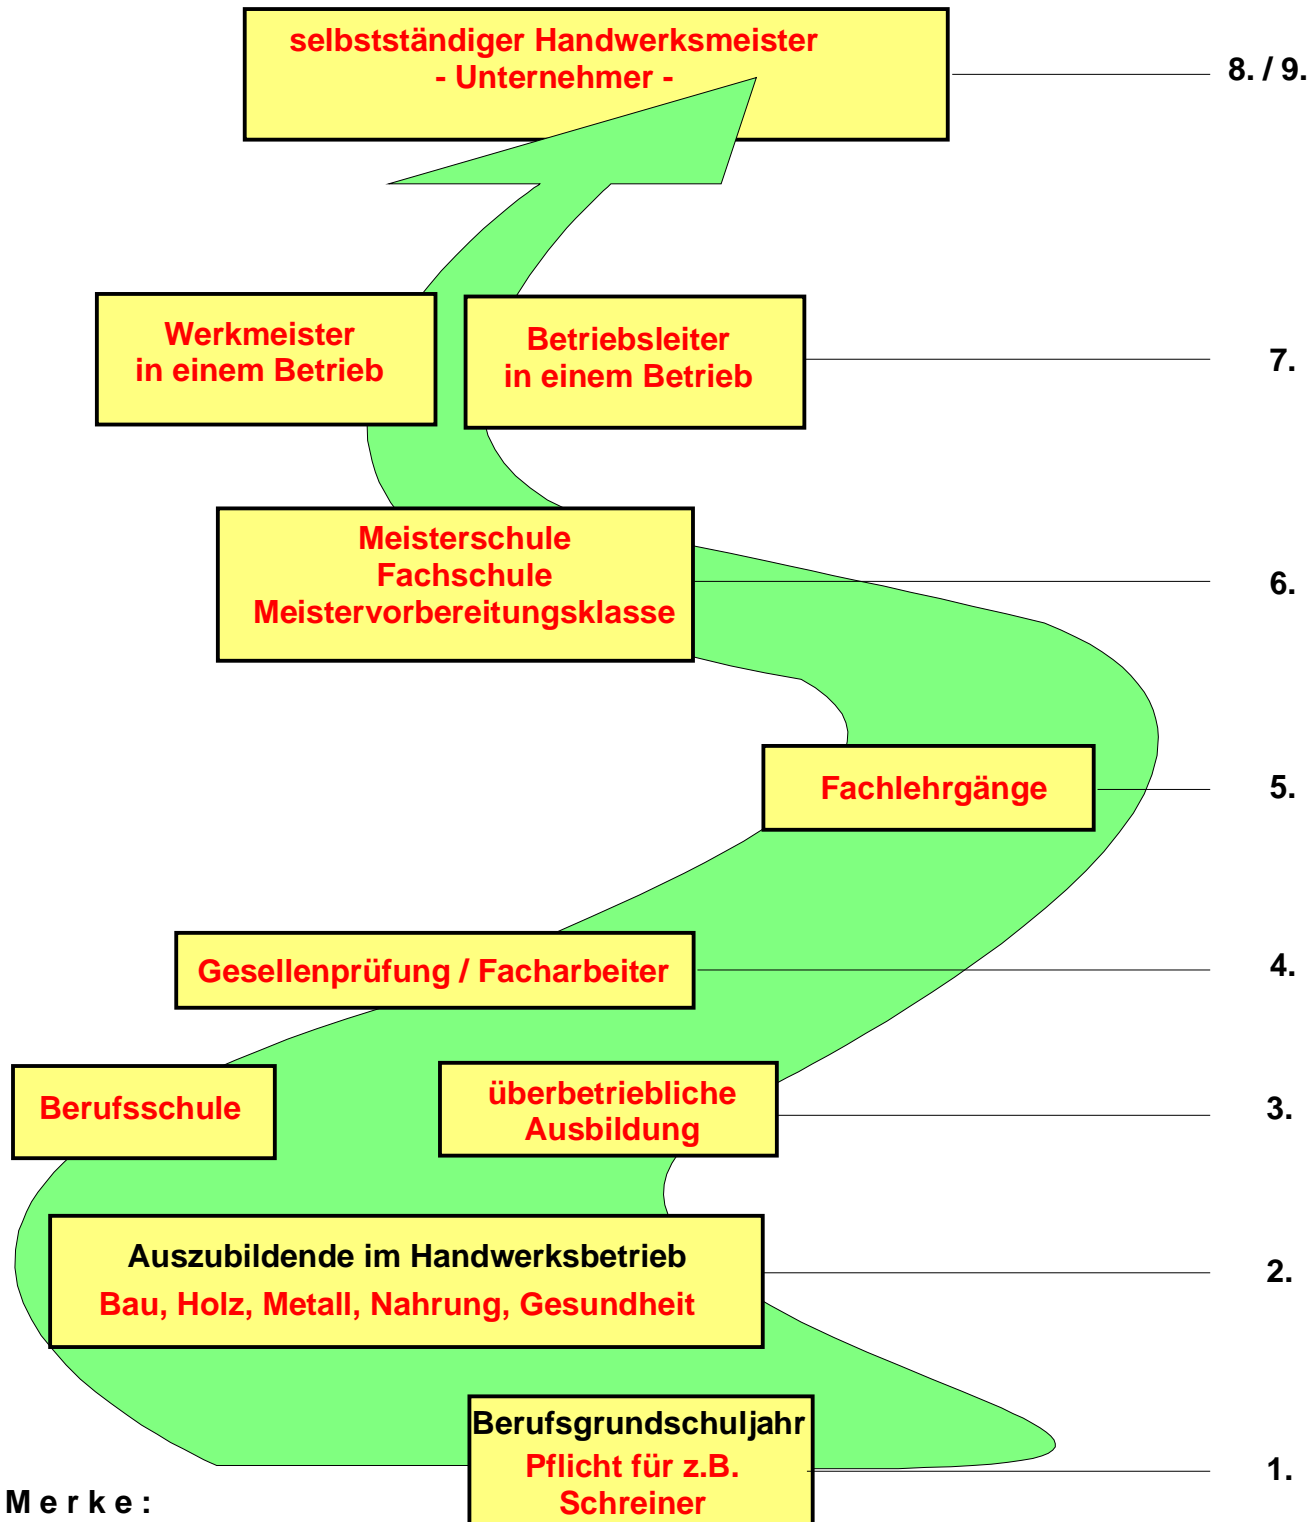 selbstständiger Handwerksmeister
- Unternehmer -
8. / 9.
Werkmeister
in einem Betrieb
Betriebsleiter
in einem Betrieb
7.
Meisterschule
Fachschule
Meistervorbereitungsklasse
6.
Fachlehrgänge
5.
Gesellenprüfung / Facharbeiter
4.
Berufsschule
überbetriebliche
Ausbildung
3.
Auszubildende im Handwerksbetrieb
Bau, Holz, Metall, Nahrung, Gesundheit
2.
Berufsgrundschuljahr
Pflicht für z.B.
Schreiner
1.
M e r k e :